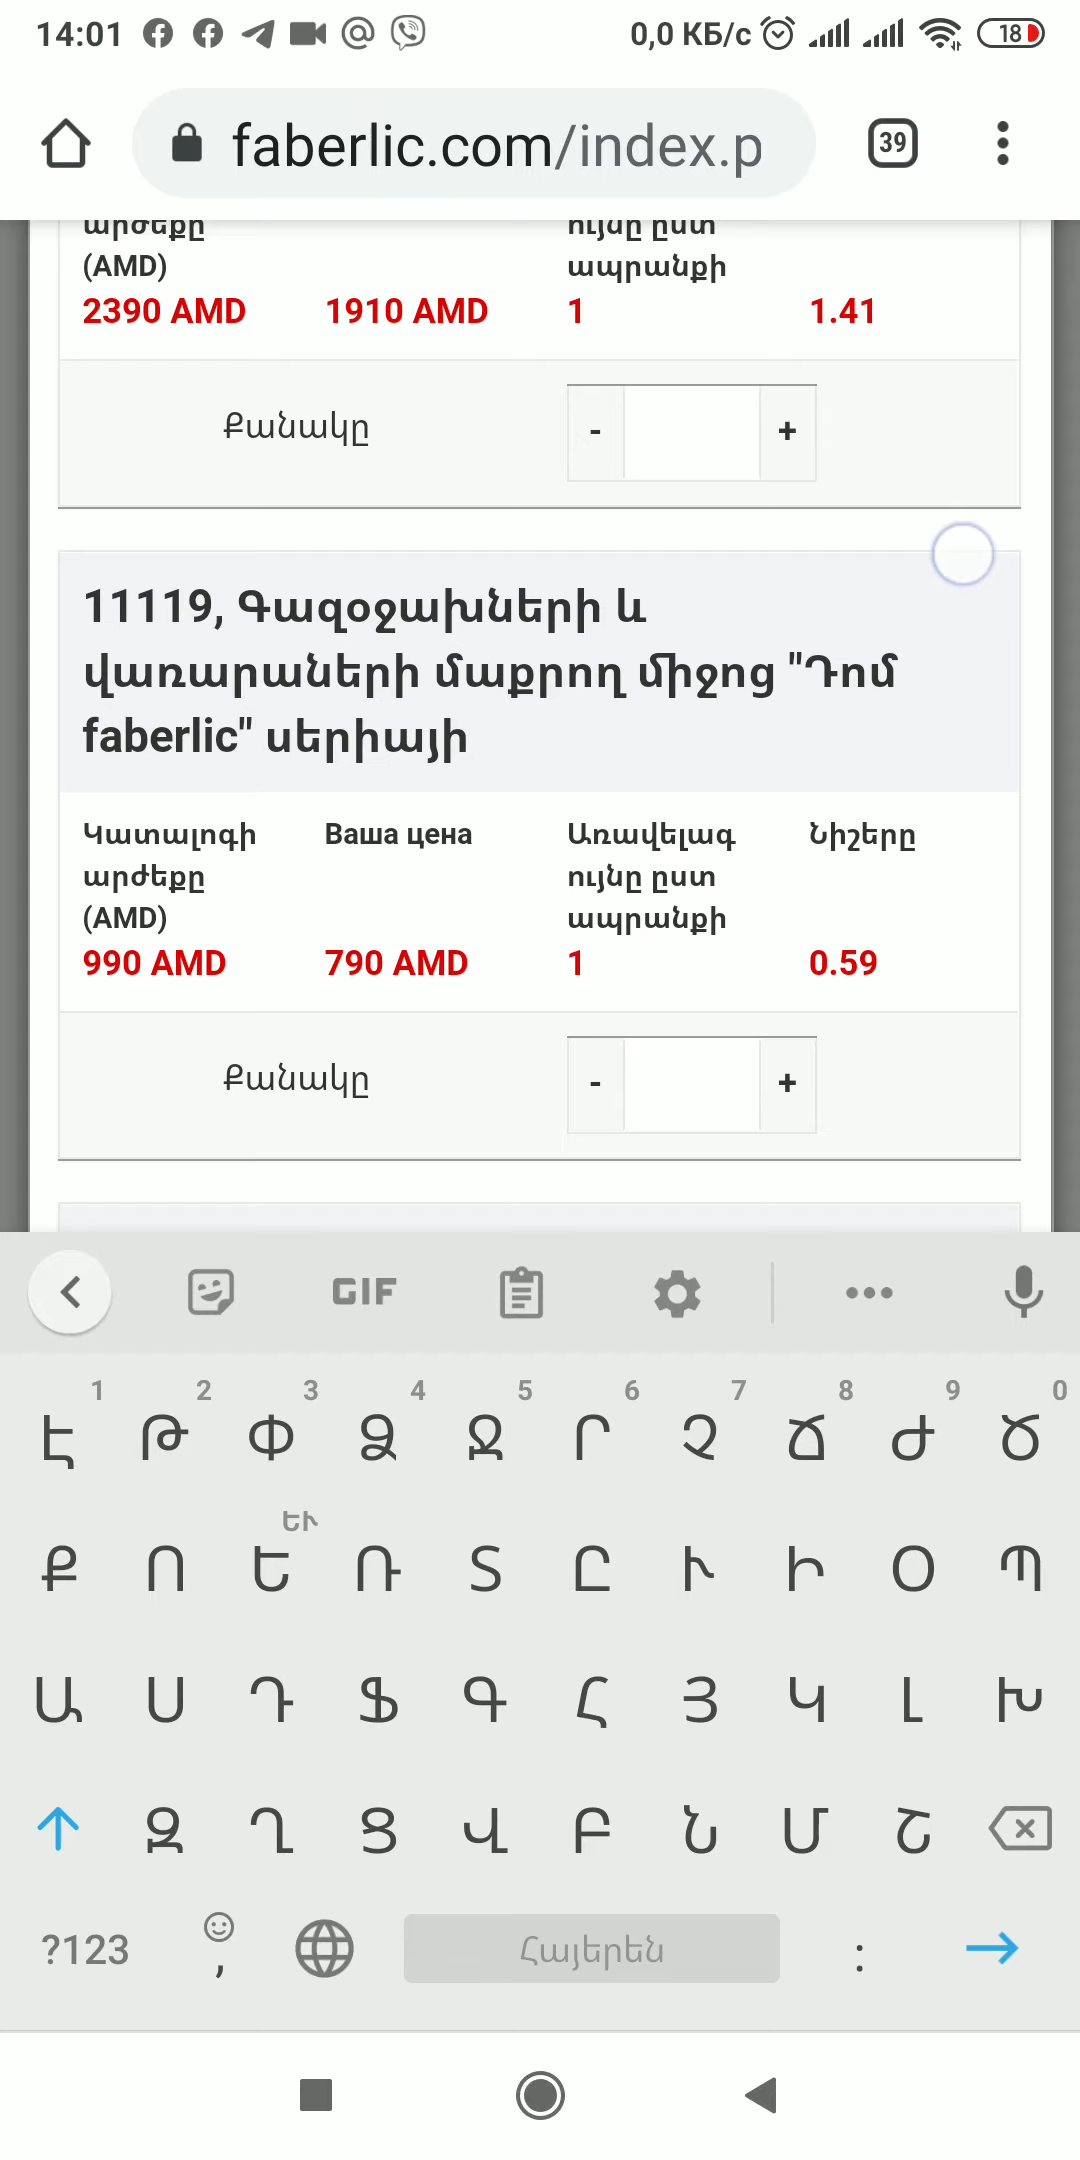 14:01 0,0 КБ/с 18
faberlic.com/index.p 39
արժեքը ույնը ըստ
(AMD) ապրանքի
2390 AMD 1910 AMD 1 1.41
Քանակը - +
11119, Գազօջախների և
վառարաների մաքրող միջոց "Դոմ
faberlic" սերիայի
Կատալոգի Ваша цена Առավելագ Նիշերը
արժեքը ույնը ըստ
(AMD) ապրանքի
990 AMD 790 AMD 1 0.59
Քանակը - +
GIF
1 2 3 4 5 6 7 8 9 0
Է Թ Փ Ձ Ջ Ր Չ Ճ Ժ Ծ
ԵՒ
Ք Ո Ե Ռ Տ Ը Ւ Ի Օ Պ
Ա Ս Դ Ֆ Գ Հ Յ Կ Լ Խ
Զ Ղ Ց Վ Բ Ն Մ Շ
?123 , Հայերեն :